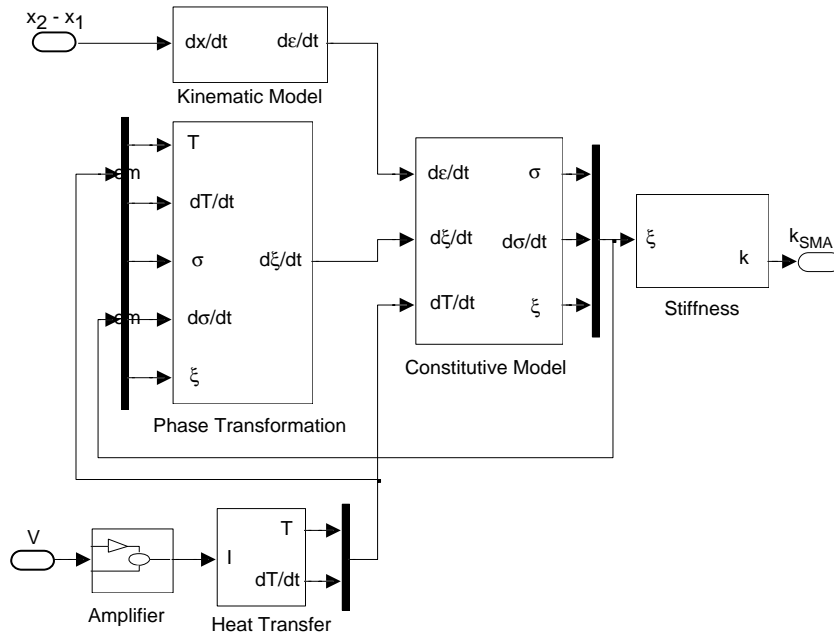 x2 - x1
dx/dt
dε/dt
Kinematic Model
T
dT/dt
σ
dσ/dt
ξ
dξ/dt
Phase Transformation
dε/dt
dξ/dt
dT/dt
σ
dσ/dt
ξ
Constitutive Model
ξ
k
Stiffness
kSMA
V
Amplifier
I
T
dT/dt
Heat Transfer